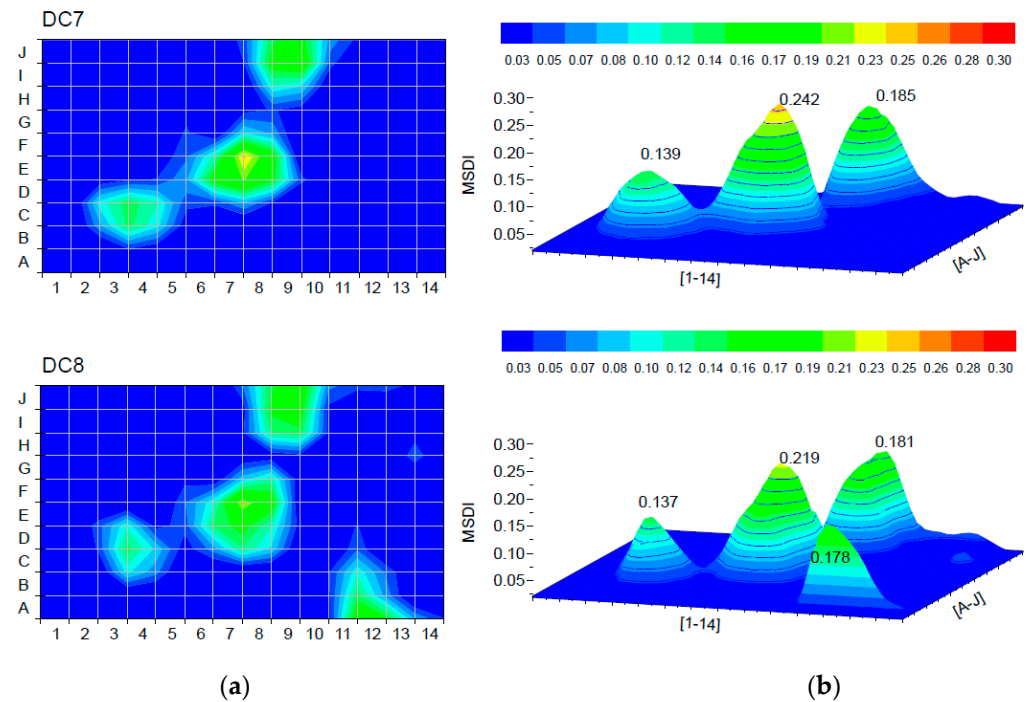 DC7
J
I
H
G
F
E
D
C
B
A
1 2 3 4 5 6 7 8 9 10 11 12 13 14
0.03 0.05 0.07 0.08 0.10 0.12 0.14 0.16 0.17 0.19 0.21 0.23 0.25 0.26 0.28 0.30
MSDI
0.30
0.25
0.20
0.15
0.10
0.05
0.139
0.242
0.185
[1-14]
[A-J]
DC8
J
I
H
G
F
E
D
C
B
A
1 2 3 4 5 6 7 8 9 10 11 12 13 14
0.03 0.05 0.07 0.08 0.10 0.12 0.14 0.16 0.17 0.19 0.21 0.23 0.25 0.26 0.28 0.30
MSDI
0.30
0.25
0.20
0.15
0.10
0.05
0.137
0.219
0.181
0.178
[1-14]
[A-J]
(a)
(b)